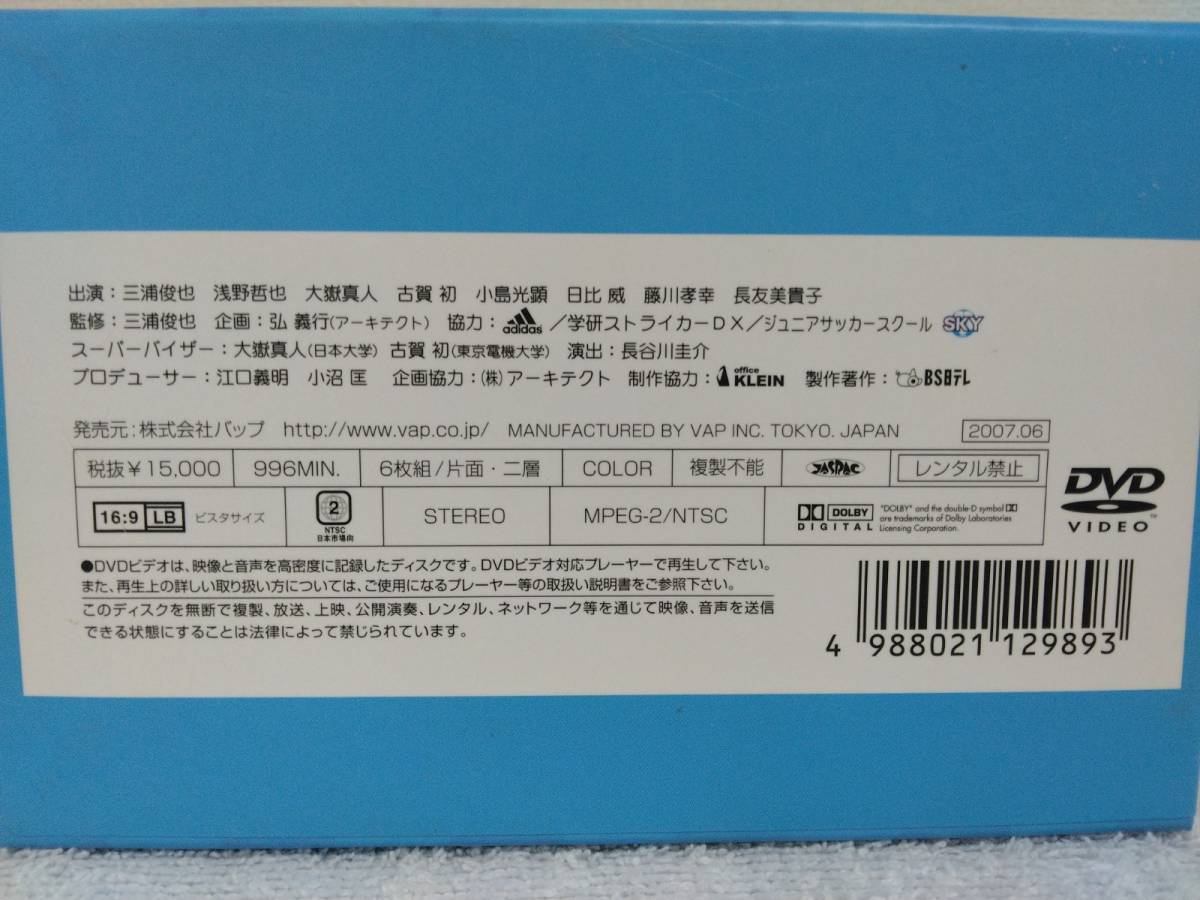 出演：三浦俊也　浅野哲也　大嶽真人　古賀 初　小島光顕　日比 威　藤川孝幸　長友美貴子
監修：三浦俊也　企画：弘 義行(アーキテクト)　協力：adidas／学研ストライカーＤＸ／ジュニアサッカースクール SKY
スーパーバイザー：大嶽真人(日本大学)　古賀 初(東京電機大学)　演出：長谷川圭介
プロデューサー：江口義明　小沼 匡　企画協力：(株)アーキテクト　制作協力：office KLEIN　製作著作：BS日テレ
発売元：株式会社バップ　http://www.vap.co.jp/　MANUFACTURED BY VAP INC. TOKYO. JAPAN　2007.06
税抜￥15,000　996MIN.　6枚組/片面・二層　COLOR　複製不能　JASRAC　レンタル禁止
DVD VIDEO™
16:9 LB ビスタサイズ　2 NTSC 日本市場向　STEREO　MPEG-2/NTSC　DOLBY DIGITAL
"DOLBY" and the double-D symbol
are trademarks of Dolby Laboratories
Licensing Corporation.
●DVDビデオは、映像と音声を高密度に記録したディスクです。DVDビデオ対応プレーヤーで再生して下さい。
また、再生上の詳しい取り扱い方については、ご使用になるプレーヤー等の取扱い説明書をご参照下さい。
このディスクを無断で複製、放送、上映、公開演奏、レンタル、ネットワーク等を通じて映像、音声を送信
できる状態にすることは法律によって禁じられています。
4 988021 129893